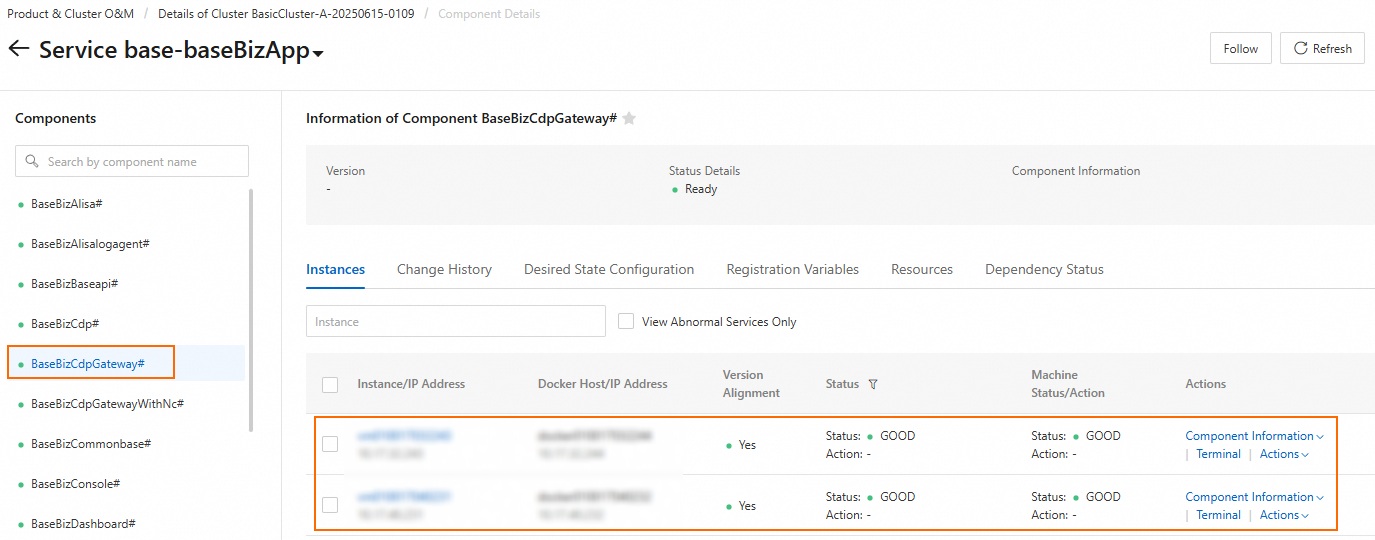 Product & Cluster O&M / Details of Cluster BasicCluster-A-20250615-0109 / Component Details
Service base-baseBizApp
Follow
Refresh
Components
Search by component name
BaseBizAlisa#
BaseBizAlisalogagent#
BaseBizBaseapi#
BaseBizCdp#
BaseBizCdpGateway#
BaseBizCdpGatewayWithNc#
BaseBizCommonbase#
BaseBizConsole#
BaseBizDashboard#
Information of Component BaseBizCdpGateway#
Version
-
Status Details
Ready
Component Information
Instances Change History Desired State Configuration Registration Variables Resources Dependency Status
Instance
View Abnormal Services Only
Instance/IP Address Docker Host/IP Address Version Alignment Status Machine Status/Action Actions
Yes Status: GOOD Status: GOOD Component Information
Action: - Action: - | Terminal | Actions
Yes Status: GOOD Status: GOOD Component Information
Action: - Action: - | Terminal | Actions